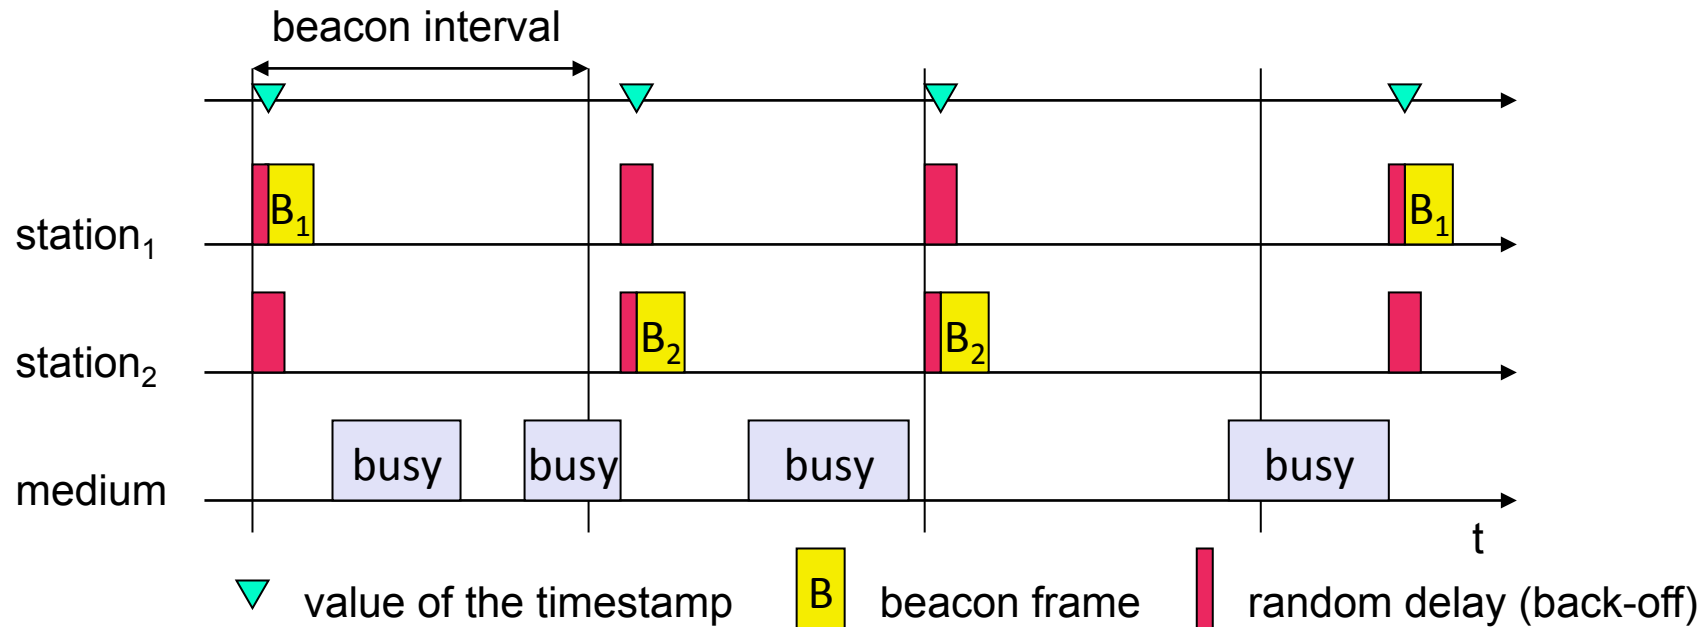 beacon interval
B₁
B₁
station₁
B₂
B₂
station₂
busy
busy
busy
busy
medium
t
value of the timestamp
B
beacon frame
random delay (back-off)